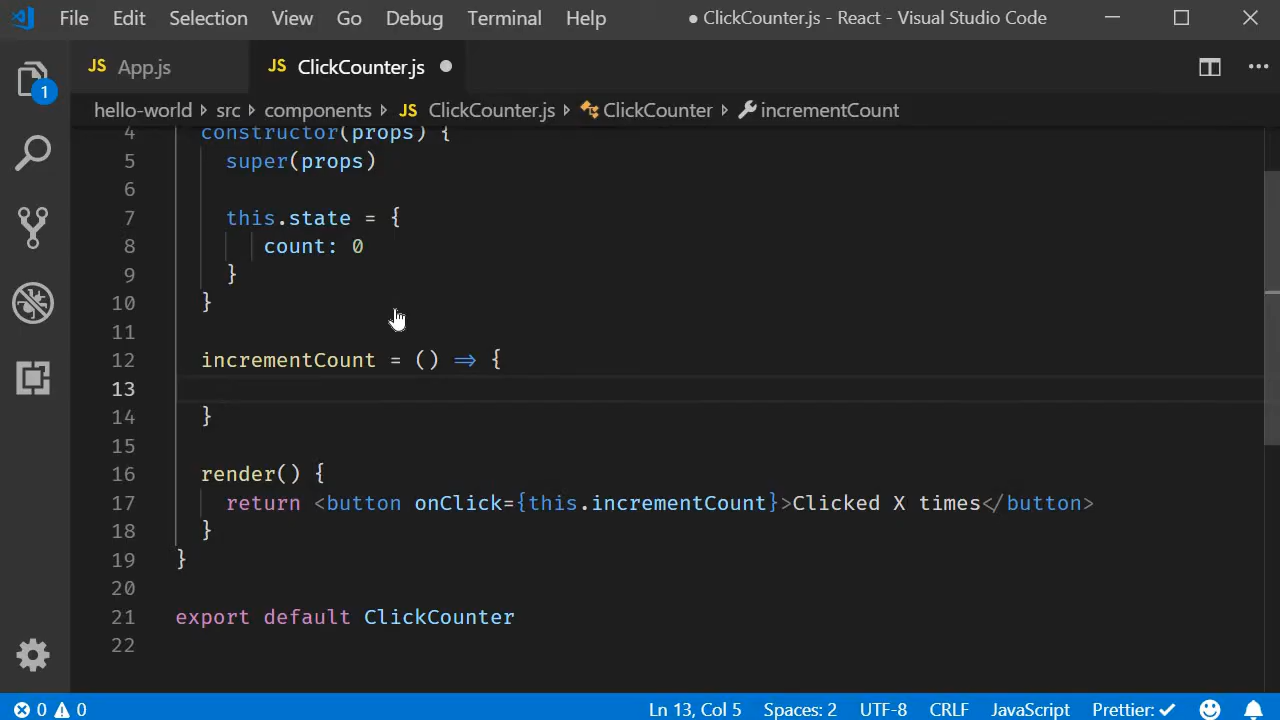 File Edit Selection View Go Debug Terminal Help ● ClickCounter.js - React - Visual Studio Code
JS App.js JS ClickCounter.js ●
1
hello-world > src > components > JS ClickCounter.js > ClickCounter > incrementCount
4 constructor(props) {
5 super(props)
6
7 this.state = {
8 count: 0
9 }
10 }
11
12 incrementCount = () => {
13
14 }
15
16 render() {
17 return <button onClick={this.incrementCount}>Clicked X times</button>
18 }
19 }
20
21 export default ClickCounter
22
0 0 Ln 13, Col 5 Spaces: 2 UTF-8 CRLF JavaScript Prettier: ✓